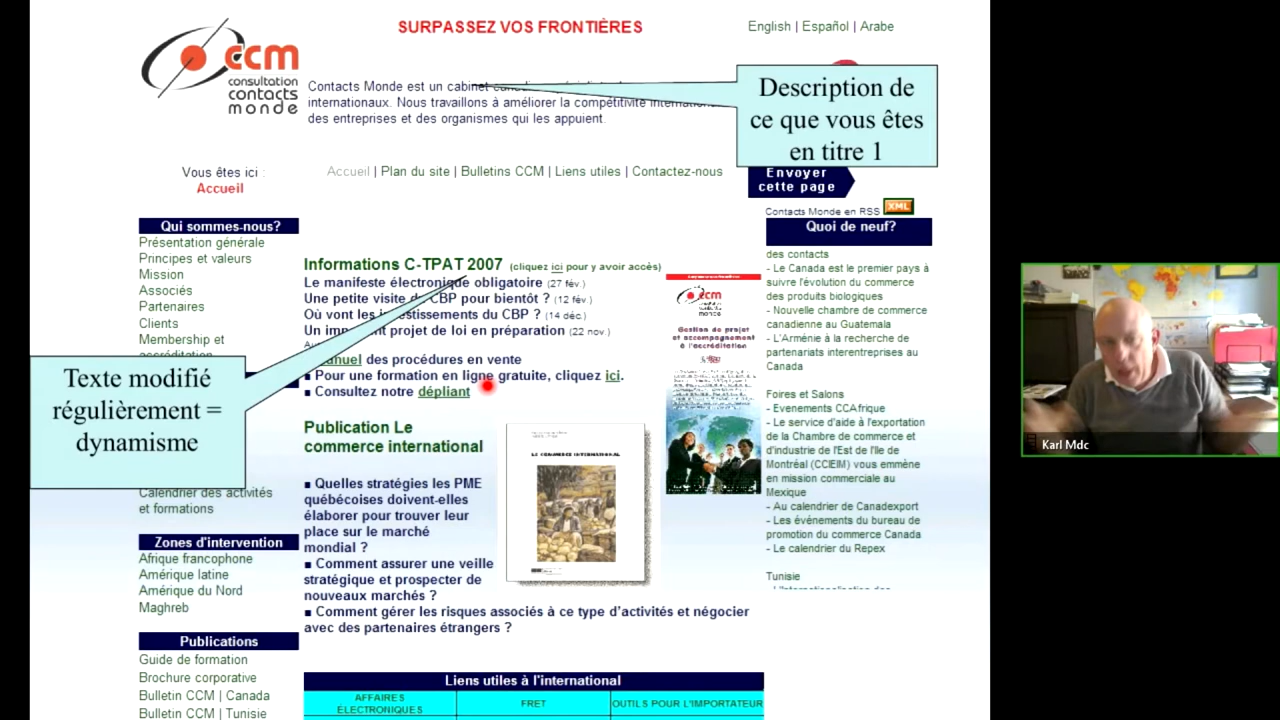 SURPASSEZ VOS FRONTIÈRES
English | Español | Arabe
ccm
consultation
contacts
monde
Contacts Monde est un cabinet
internationaux. Nous travaillons à améliorer la compétitivité
des entreprises et des organismes qui les appuient.
Description de
ce que vous êtes
en titre 1
Vous êtes ici :
Accueil
Accueil | Plan du site | Bulletins CCM | Liens utiles | Contactez-nous
Envoyer
cette page
Contacts Monde en RSS XML
Qui sommes-nous?
Présentation générale
Principes et valeurs
Mission
Associés
Partenaires
Clients
Membership et
accréditation
Texte modifié
régulièrement =
dynamisme
Calendrier des activités
et formations
Zones d'intervention
Afrique francophone
Amérique latine
Amérique du Nord
Maghreb
Publications
Guide de formation
Brochure corporative
Bulletin CCM | Canada
Bulletin CCM | Tunisie
Informations C-TPAT 2007 (cliquez ici pour y avoir accès)
Le manifeste électronique obligatoire (27 fév.)
Une petite visite du CBP pour bientôt ? (12 fév.)
Où vont les investissements du CBP ? (14 déc.)
Un important projet de loi en préparation (22 nov.)
des procédures en vente
■ Pour une formation en ligne gratuite, cliquez ici.
■ Consultez notre dépliant
ccm
Gestion de projet
et accompagnement
à l'accréditation
Publication Le
commerce international
■ Quelles stratégies les PME
québécoises doivent-elles
élaborer pour trouver leur
place sur le marché
mondial ?
■ Comment assurer une veille
stratégique et prospecter de
nouveaux marchés ?
■ Comment gérer les risques associés à ce type d'activités et négocier
avec des partenaires étrangers ?
LE COMMERCE INTERNATIONAL
Liens utiles à l'international
AFFAIRES
ÉLECTRONIQUES
FRET
OUTILS POUR L'IMPORTATEUR
Quoi de neuf?
des contacts
- Le Canada est le premier pays à
suivre l'évolution du commerce
des produits biologiques
- Nouvelle chambre de commerce
canadienne au Guatemala
- L'Arménie à la recherche de
partenariats interentreprises au
Canada
Foires et Salons
- Evenements CCAfrique
- Le service d'aide à l'exportation
de la Chambre de commerce et
d'industrie de l'Est de l'Ile de
Montréal (CCIEIM) vous emmène
en mission commerciale au
Mexique
- Au calendrier de Canadexport
- Les événements du bureau de
promotion du commerce Canada
- Le calendrier du Repex
Tunisie
Karl Mdc